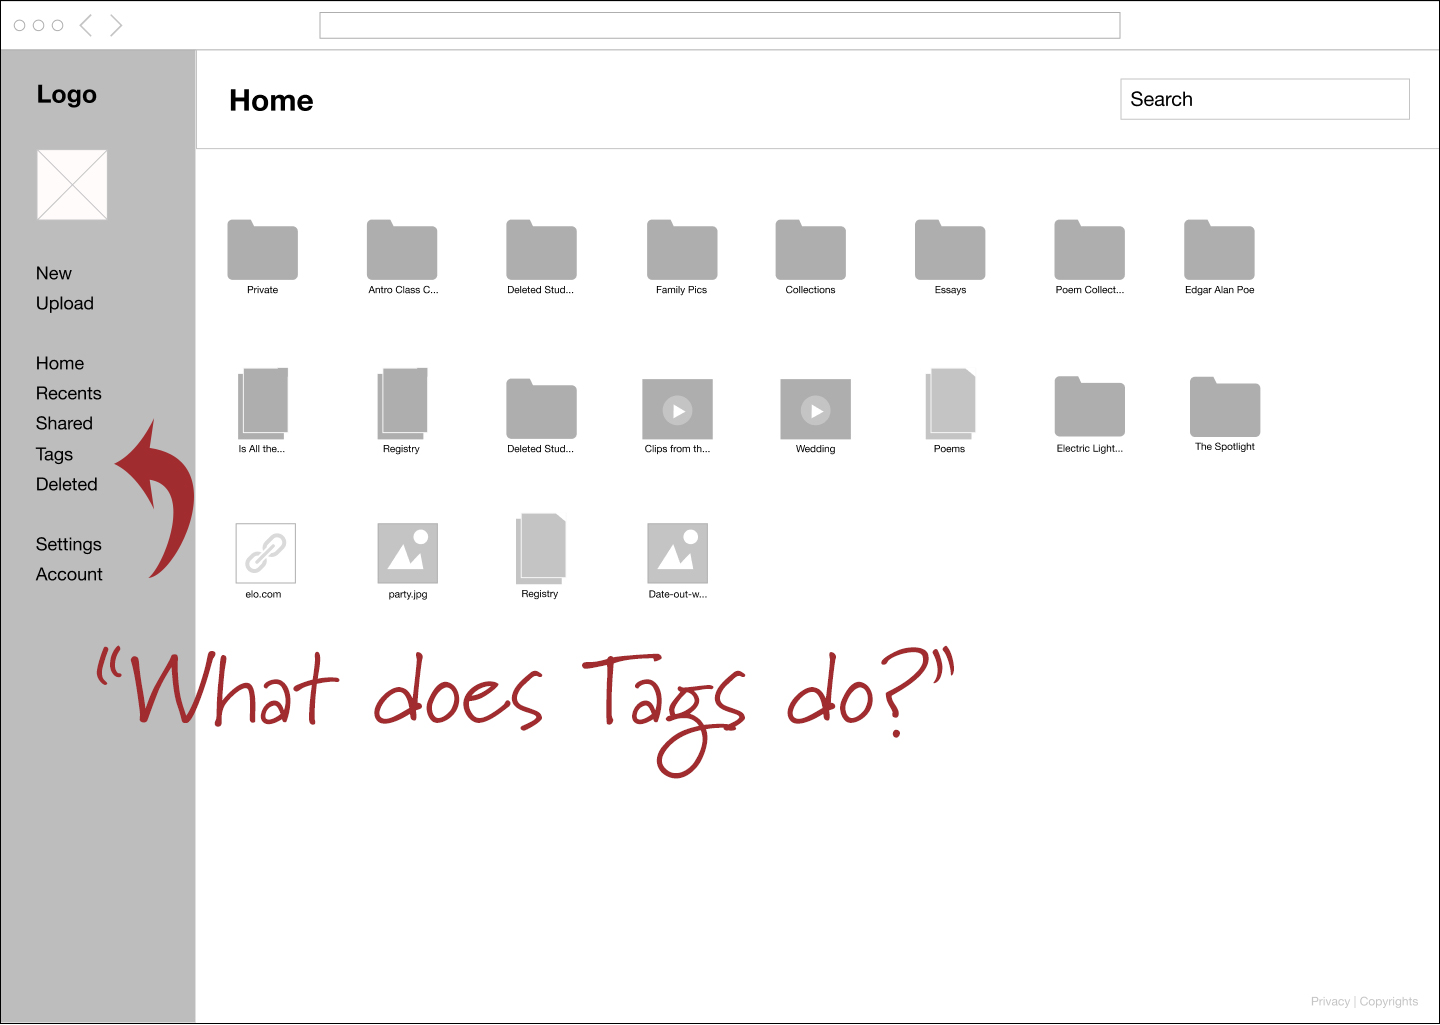 Logo
Home
Search
New
Upload
Home
Recents
Shared
Tags
Deleted
Settings
Account
Private
Antro Class C...
Deleted Stud...
Family Pics
Collections
Essays
Poem Collect...
Edgar Alan Poe
Is All the...
Registry
Deleted Stud...
Clips from th...
Wedding
Poems
Electric Light...
The Spotlight
elo.com
party.jpg
Registry
Date-out-w...
“What does Tags do?”
Privacy | Copyrights